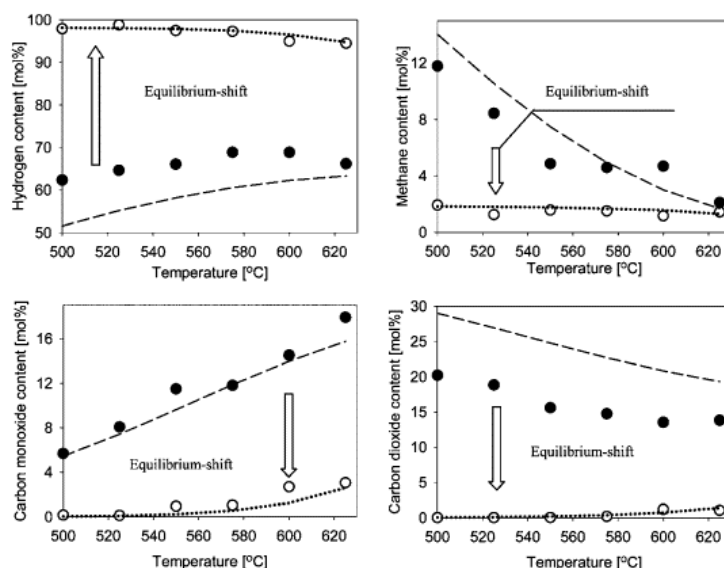 Hydrogen content [mol%]
100
90
80
70
60
50
Equilibrium-shift
500 520 540 560 580 600 620
Temperature [°C]
Methane content [mol%]
12
8
4
0
Equilibrium-shift
500 520 540 560 580 600 620
Temperature [°C]
Carbon monoxide content [mol%]
16
12
8
4
0
Equilibrium-shift
500 520 540 560 580 600 620
Temperature [°C]
Carbon dioxide content [mol%]
30
25
20
15
10
5
0
Equilibrium-shift
500 520 540 560 580 600 620
Temperature [°C]